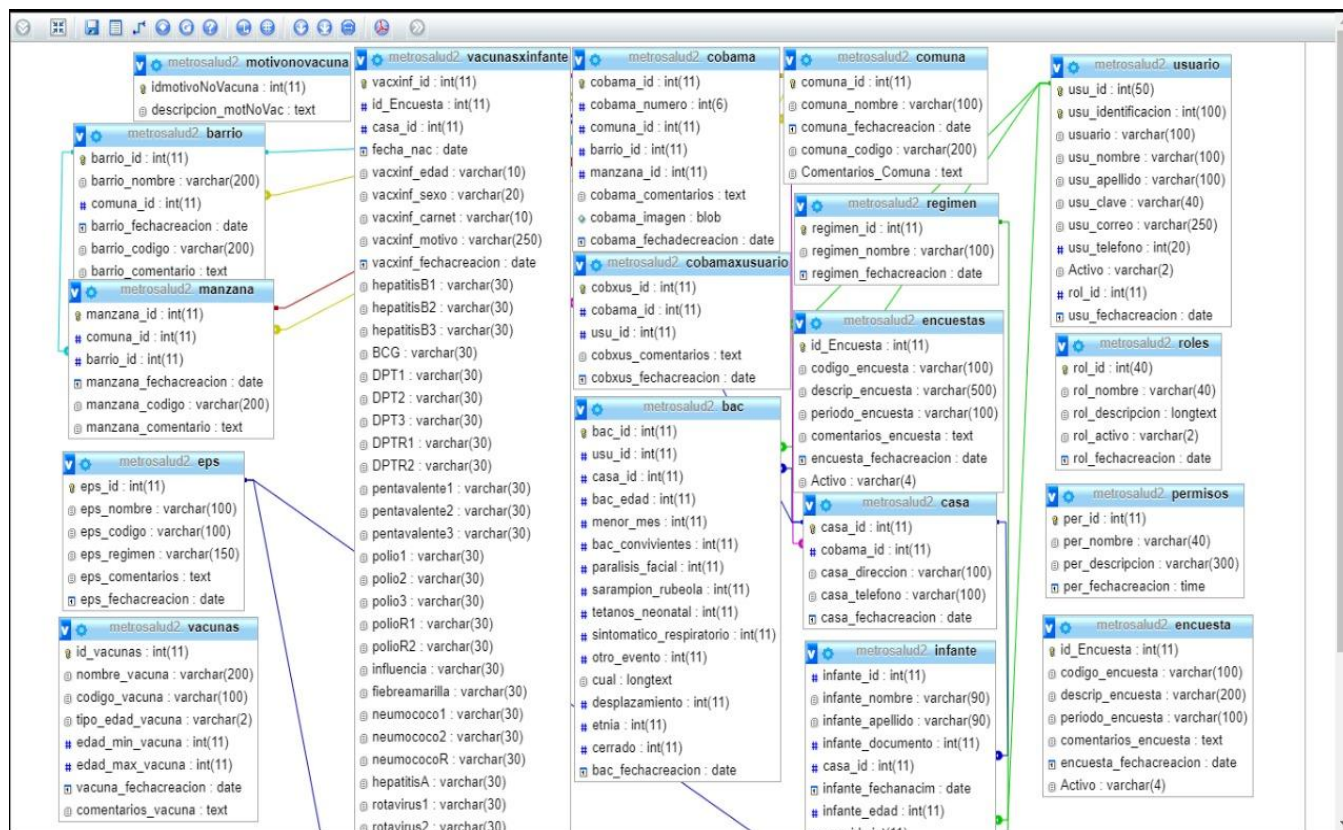 metrosalud2. motivonovacuna
idmotivoNoVacuna : int(11)
descripcion_motNoVac : text
metrosalud2. barrio
barrio_id : int(11)
barrio_nombre : varchar(200)
comuna_id : int(11)
barrio_fechacreacion : date
barrio_codigo : varchar(200)
barrio_comentario : text
metrosalud2. manzana
manzana_id : int(11)
comuna_id : int(11)
barrio_id : int(11)
manzana_fechacreacion : date
manzana_codigo : varchar(200)
manzana_comentario : text
metrosalud2. eps
eps_id : int(11)
eps_nombre : varchar(100)
eps_codigo : varchar(100)
eps_regimen : varchar(150)
eps_comentarios : text
eps_fechacreacion : date
metrosalud2. vacunas
id_vacunas : int(11)
nombre_vacuna : varchar(200)
codigo_vacuna : varchar(100)
tipo_edad_vacuna : varchar(2)
edad_min_vacuna : int(11)
edad_max_vacuna : int(11)
vacuna_fechacreacion : date
comentarios_vacuna : text
metrosalud2. vacunasxinfante
vacxinf_id : int(11)
id_Encuesta : int(11)
casa_id : int(11)
fecha_nac : date
vacxinf_edad : varchar(10)
vacxinf_sexo : varchar(20)
vacxinf_carnet : varchar(10)
vacxinf_motivo : varchar(250)
vacxinf_fechacreacion : date
hepatitisB1 : varchar(30)
hepatitisB2 : varchar(30)
hepatitisB3 : varchar(30)
BCG : varchar(30)
DPT1 : varchar(30)
DPT2 : varchar(30)
DPT3 : varchar(30)
DPTR1 : varchar(30)
DPTR2 : varchar(30)
pentavalente1 : varchar(30)
pentavalente2 : varchar(30)
pentavalente3 : varchar(30)
polio1 : varchar(30)
polio2 : varchar(30)
polio3 : varchar(30)
polioR1 : varchar(30)
polioR2 : varchar(30)
influencia : varchar(30)
fiebreamarilla : varchar(30)
neumococo1 : varchar(30)
neumococo2 : varchar(30)
neumococoR : varchar(30)
hepatitisA : varchar(30)
rotavirus1 : varchar(30)
rotavirus2 : varchar(30)
metrosalud2. cobama
cobama_id : int(11)
cobama_numero : int(6)
comuna_id : int(11)
barrio_id : int(11)
manzana_id : int(11)
cobama_comentarios : text
cobama_imagen : blob
cobama_fechadecreacion : date
metrosalud2. cobamaxusuario
cobxus_id : int(11)
cobama_id : int(11)
usu_id : int(11)
cobxus_comentarios : text
cobxus_fechacreacion : date
metrosalud2. bac
bac_id : int(11)
usu_id : int(11)
casa_id : int(11)
bac_edad : int(11)
menor_mes : int(11)
bac_convivientes : int(11)
paralisis_facial : int(11)
sarampion_rubeola : int(11)
tetanos_neonatal : int(11)
sintomatico_respiratorio : int(11)
otro_evento : int(11)
cual : longtext
desplazamiento : int(11)
etnia : int(11)
cerrado : int(11)
bac_fechacreacion : date
metrosalud2. comuna
comuna_id : int(11)
comuna_nombre : varchar(100)
comuna_fechacreacion : date
comuna_codigo : varchar(200)
Comentarios_Comuna : text
metrosalud2. regimen
regimen_id : int(11)
regimen_nombre : varchar(100)
regimen_fechacreacion : date
metrosalud2. encuestas
id_Encuesta : int(11)
codigo_encuesta : varchar(100)
descrip_encuesta : varchar(500)
periodo_encuesta : varchar(100)
comentarios_encuesta : text
encuesta_fechacreacion : date
Activo : varchar(4)
metrosalud2. casa
casa_id : int(11)
cobama_id : int(11)
casa_direccion : varchar(100)
casa_telefono : varchar(100)
casa_fechacreacion : date
metrosalud2. infante
infante_id : int(11)
infante_nombre : varchar(90)
infante_apellido : varchar(90)
infante_documento : int(11)
casa_id : int(11)
infante_fechanacim : date
infante_edad : int(11)
metrosalud2. usuario
usu_id : int(50)
usu_identificacion : int(100)
usuario : varchar(100)
usu_nombre : varchar(100)
usu_apellido : varchar(100)
usu_clave : varchar(40)
usu_correo : varchar(250)
usu_telefono : int(20)
Activo : varchar(2)
rol_id : int(11)
usu_fechacreacion : date
metrosalud2. roles
rol_id : int(40)
rol_nombre : varchar(40)
rol_descripcion : longtext
rol_activo : varchar(2)
rol_fechacreacion : date
metrosalud2. permisos
per_id : int(11)
per_nombre : varchar(40)
per_descripcion : varchar(300)
per_fechacreacion : time
metrosalud2. encuesta
id_Encuesta : int(11)
codigo_encuesta : varchar(100)
descrip_encuesta : varchar(200)
periodo_encuesta : varchar(100)
comentarios_encuesta : text
encuesta_fechacreacion : date
Activo : varchar(4)